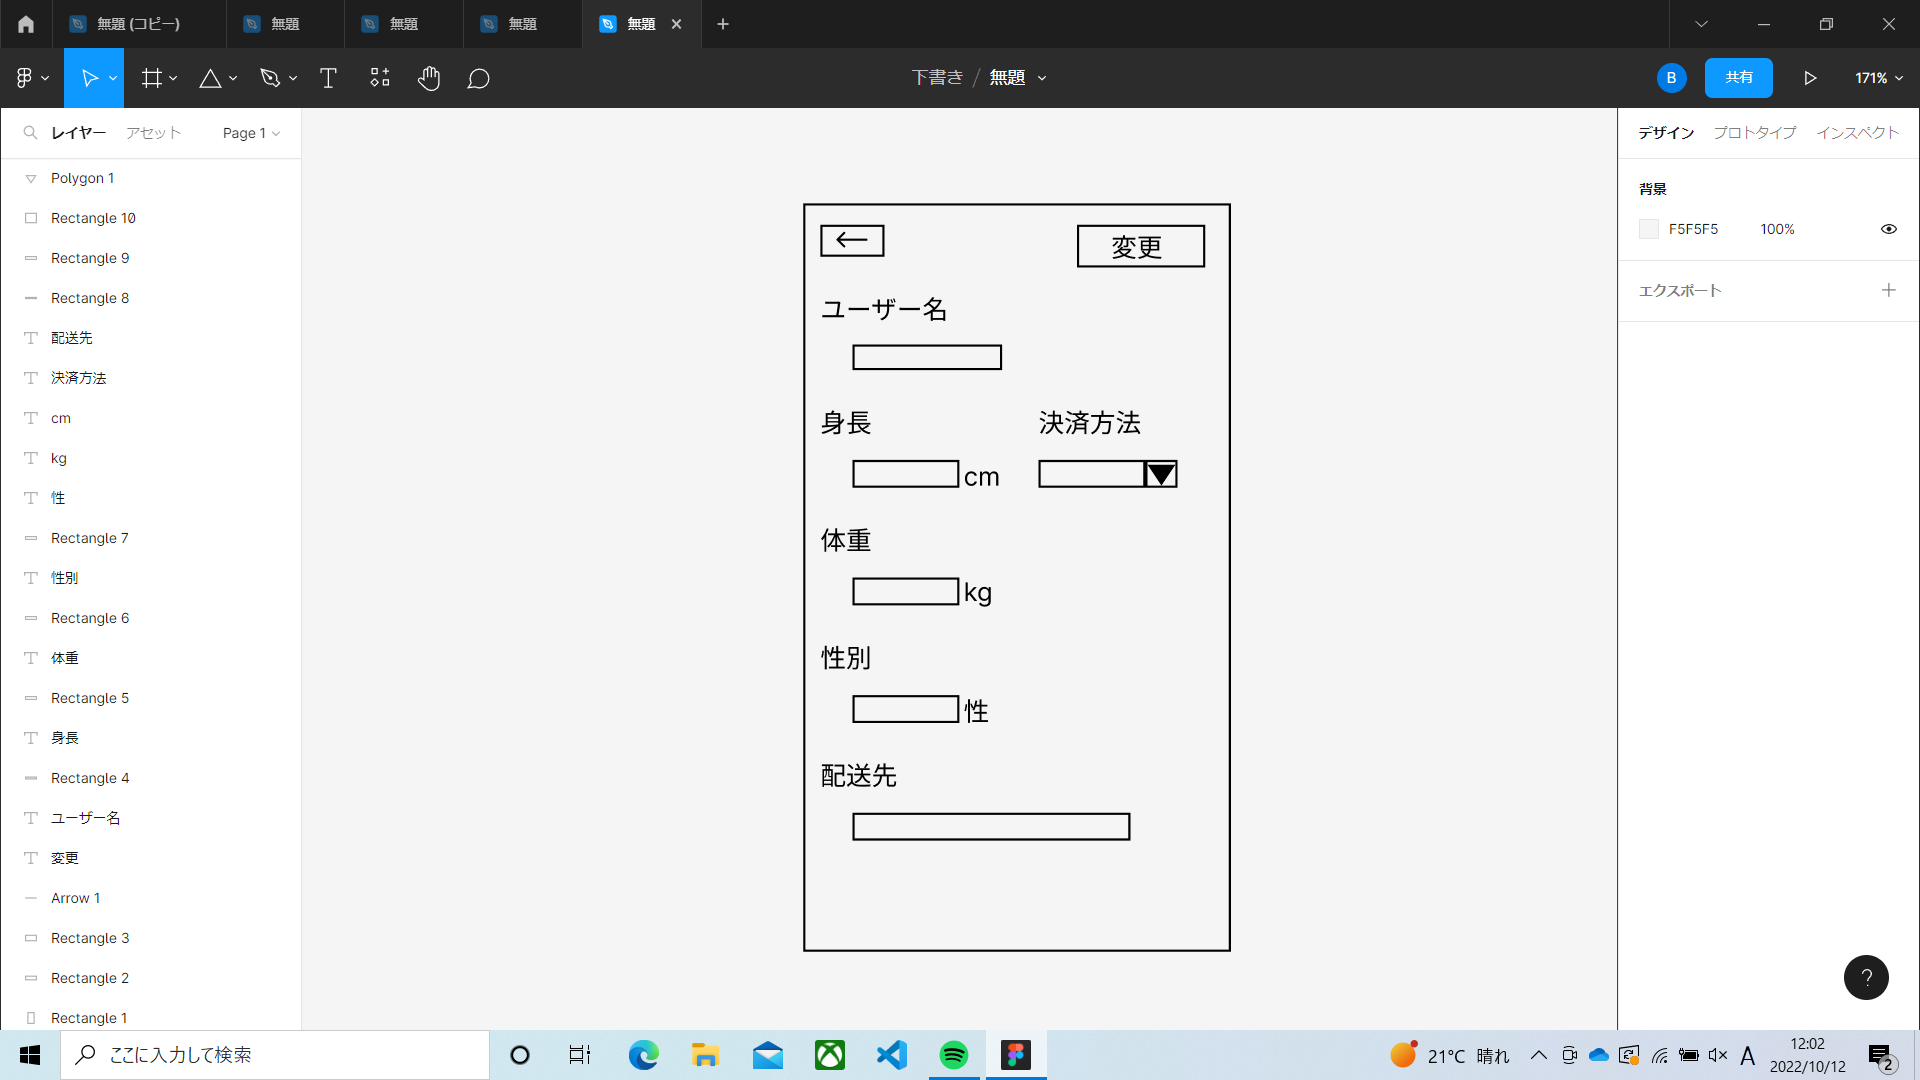 無題 (コピー)
無題
無題
無題
無題
下書き / 無題
B
共有
171%
レイヤー
アセット
Page 1
Polygon 1
Rectangle 10
Rectangle 9
Rectangle 8
配送先
決済方法
cm
kg
性
Rectangle 7
性別
Rectangle 6
体重
Rectangle 5
身長
Rectangle 4
ユーザー名
変更
Arrow 1
Rectangle 3
Rectangle 2
Rectangle 1
変更
ユーザー名
身長
決済方法
cm
体重
kg
性別
性
配送先
デザイン
プロトタイプ
インスペクト
背景
F5F5F5
100%
エクスポート
?
ここに入力して検索
21°C 晴れ
A
12:02
2022/10/12
2